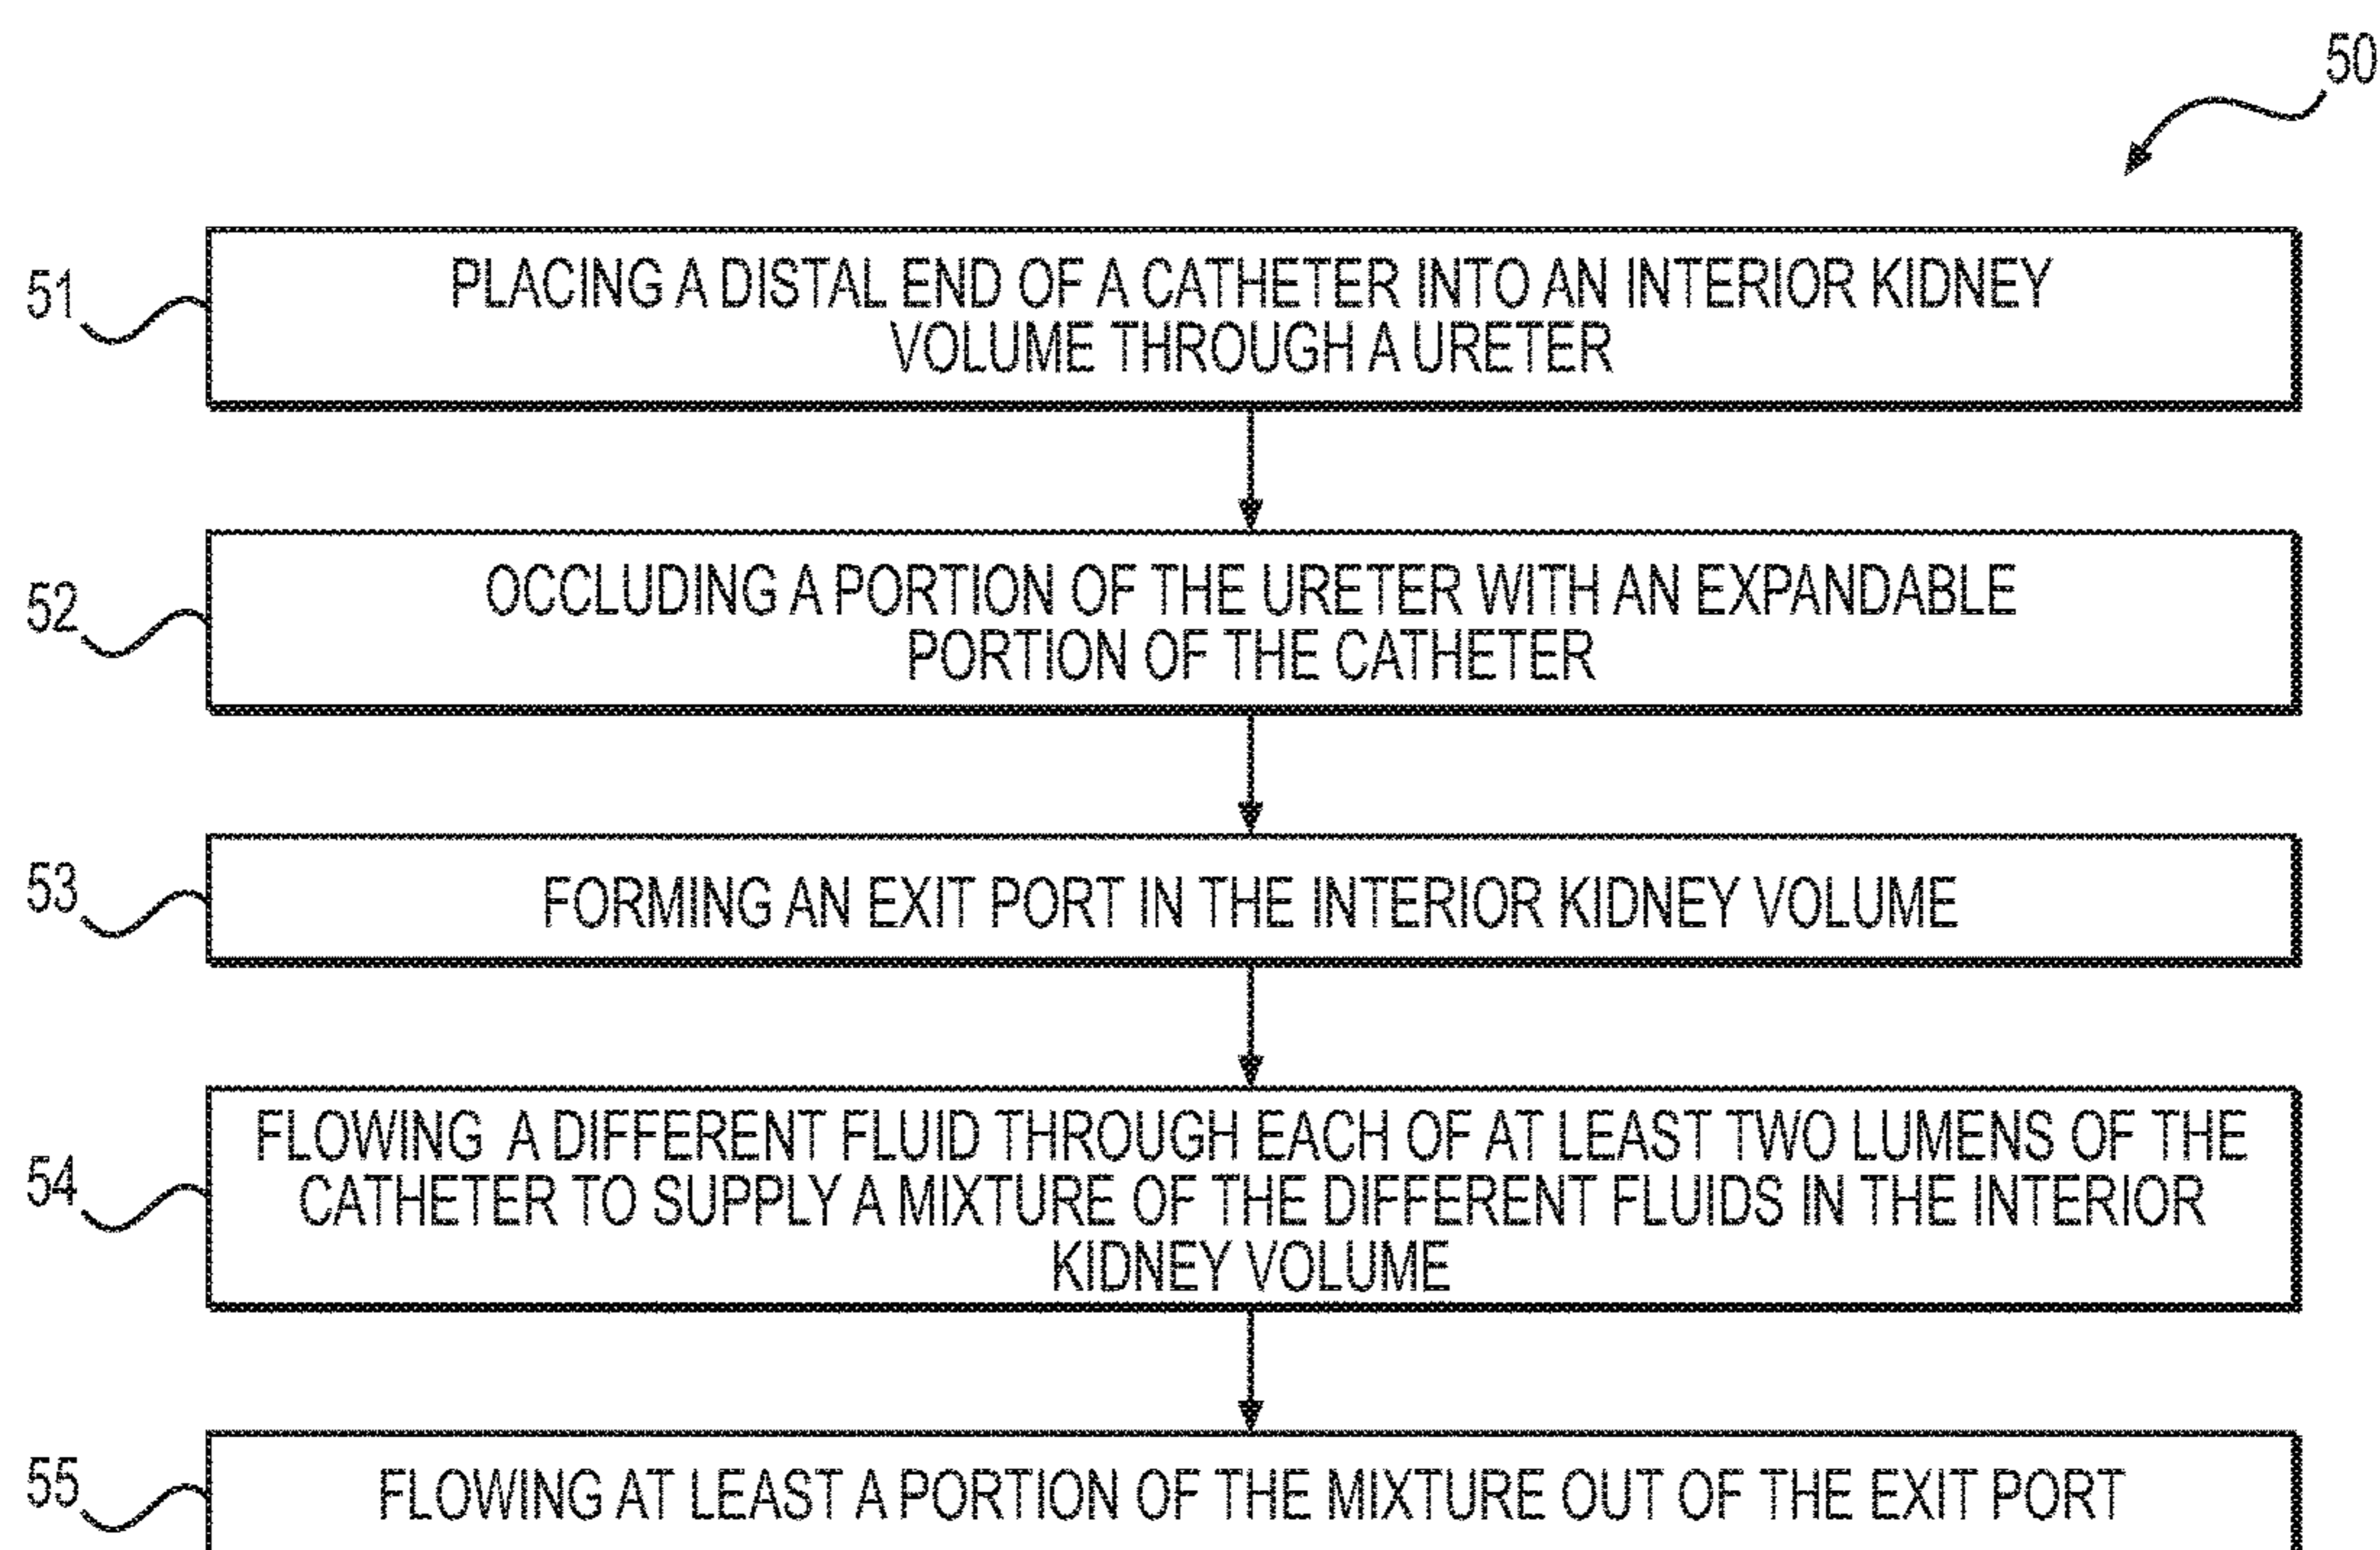 50
51
PLACING A DISTAL END OF A CATHETER INTO AN INTERIOR KIDNEY
VOLUME THROUGH A URETER
52
OCCLUDING A PORTION OF THE URETER WITH AN EXPANDABLE
PORTION OF THE CATHETER
53
FORMING AN EXIT PORT IN THE INTERIOR KIDNEY VOLUME
54
FLOWING A DIFFERENT FLUID THROUGH EACH OF AT LEAST TWO LUMENS OF THE
CATHETER TO SUPPLY A MIXTURE OF THE DIFFERENT FLUIDS IN THE INTERIOR
KIDNEY VOLUME
55
FLOWING AT LEAST A PORTION OF THE MIXTURE OUT OF THE EXIT PORT